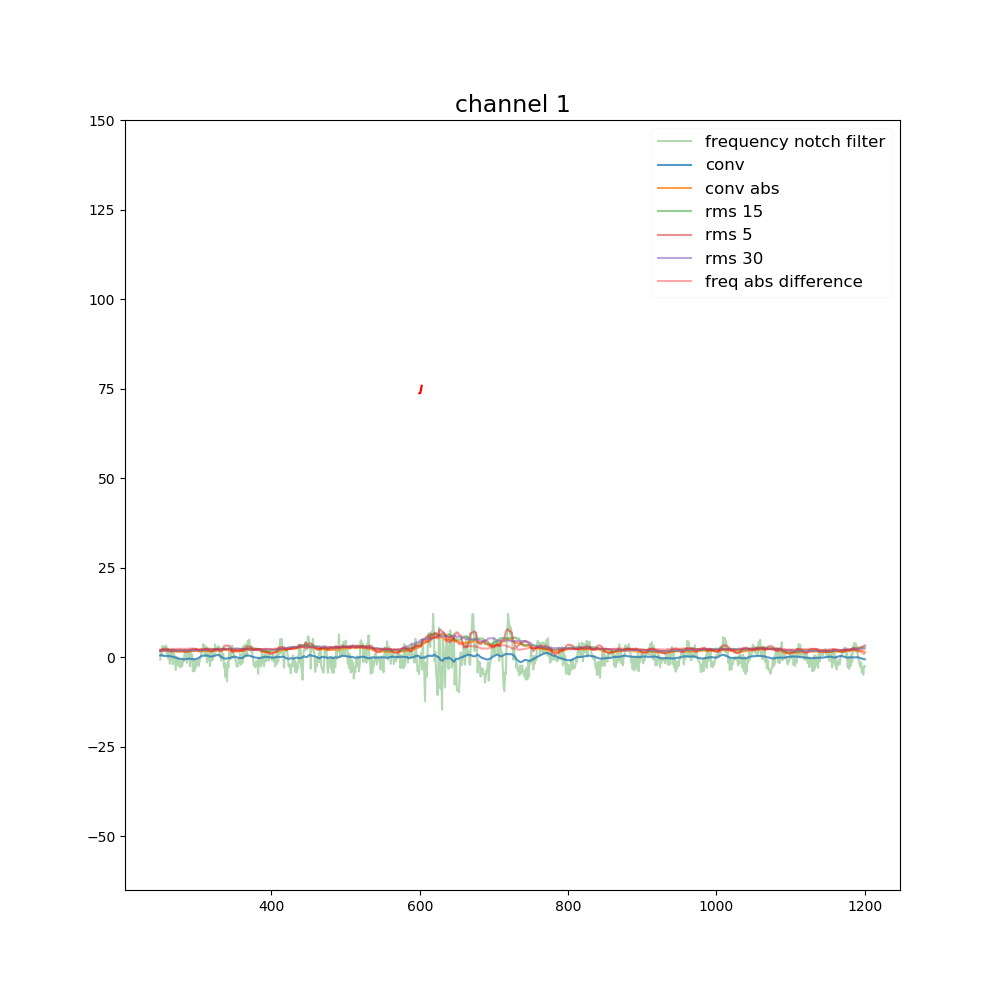 channel 1
150
125
100
75
50
25
0
−25
−50
400
600
800
1000
1200
frequency notch filter
conv
conv abs
rms 15
rms 5
rms 30
freq abs difference